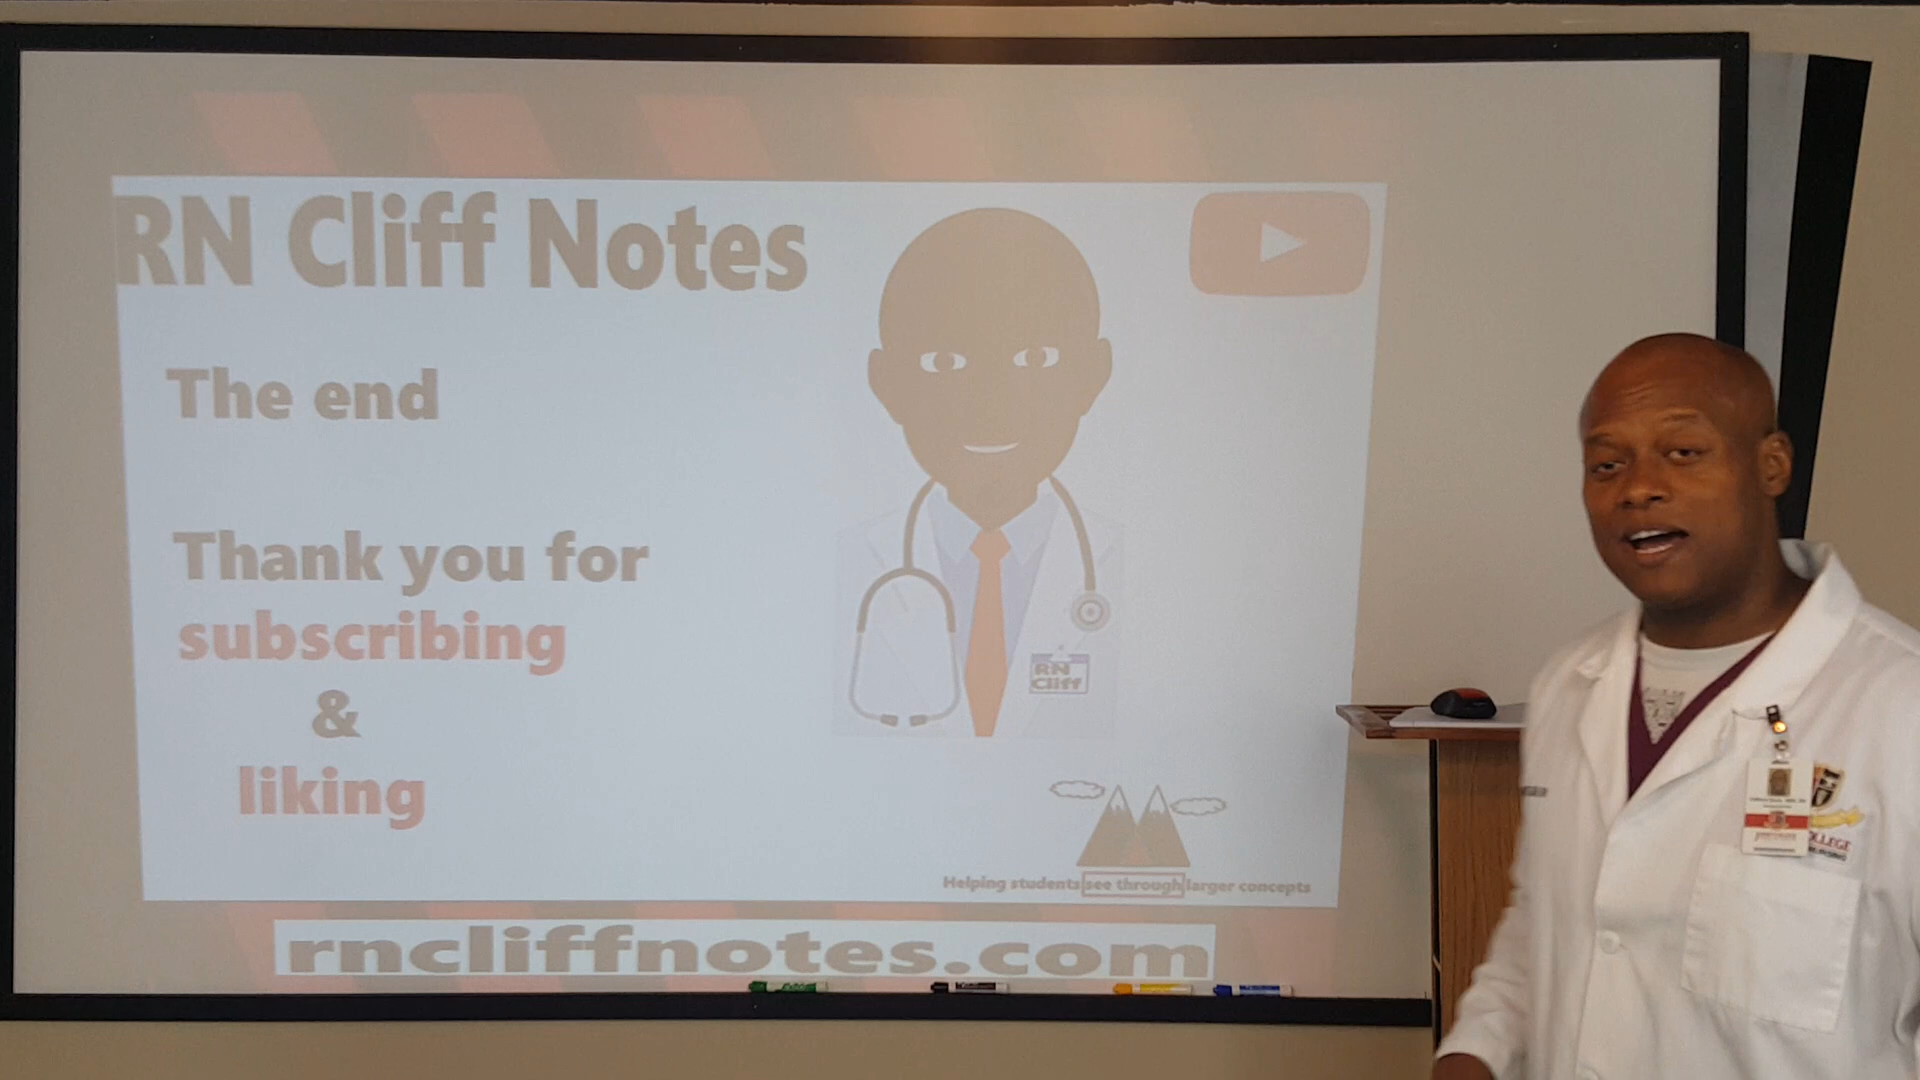 RN Cliff Notes
The end
Thank you for
subscribing
&
liking
RN
Cliff
Helping students see through larger concepts
rncliffnotes.com